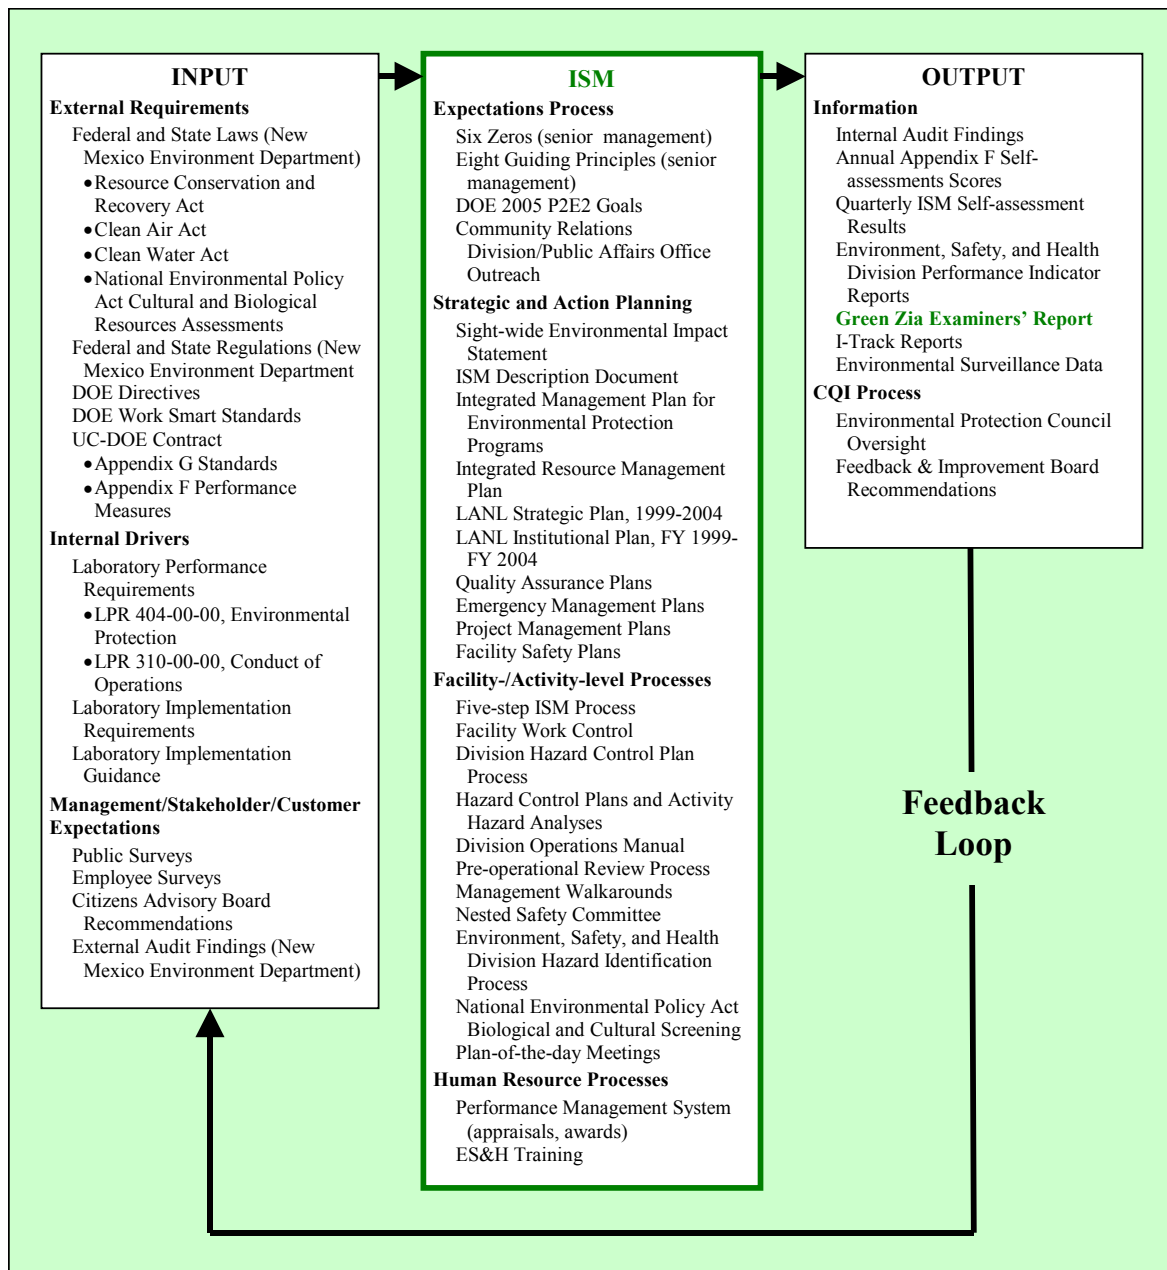 INPUT
External Requirements
Federal and State Laws (New
Mexico Environment Department)
•Resource Conservation and
Recovery Act
•Clean Air Act
•Clean Water Act
•National Environmental Policy
Act Cultural and Biological
Resources Assessments
Federal and State Regulations (New
Mexico Environment Department
DOE Directives
DOE Work Smart Standards
UC-DOE Contract
•Appendix G Standards
•Appendix F Performance
Measures
Internal Drivers
Laboratory Performance
Requirements
•LPR 404-00-00, Environmental
Protection
•LPR 310-00-00, Conduct of
Operations
Laboratory Implementation
Requirements
Laboratory Implementation
Guidance
Management/Stakeholder/Customer
Expectations
Public Surveys
Employee Surveys
Citizens Advisory Board
Recommendations
External Audit Findings (New
Mexico Environment Department)
ISM
Expectations Process
Six Zeros (senior management)
Eight Guiding Principles (senior
management)
DOE 2005 P2E2 Goals
Community Relations
Division/Public Affairs Office
Outreach
Strategic and Action Planning
Sight-wide Environmental Impact
Statement
ISM Description Document
Integrated Management Plan for
Environmental Protection
Programs
Integrated Resource Management
Plan
LANL Strategic Plan, 1999-2004
LANL Institutional Plan, FY 1999-
FY 2004
Quality Assurance Plans
Emergency Management Plans
Project Management Plans
Facility Safety Plans
Facility-/Activity-level Processes
Five-step ISM Process
Facility Work Control
Division Hazard Control Plan
Process
Hazard Control Plans and Activity
Hazard Analyses
Division Operations Manual
Pre-operational Review Process
Management Walkarounds
Nested Safety Committee
Environment, Safety, and Health
Division Hazard Identification
Process
National Environmental Policy Act
Biological and Cultural Screening
Plan-of-the-day Meetings
Human Resource Processes
Performance Management System
(appraisals, awards)
ES&H Training
OUTPUT
Information
Internal Audit Findings
Annual Appendix F Self-
assessments Scores
Quarterly ISM Self-assessment
Results
Environment, Safety, and Health
Division Performance Indicator
Reports
Green Zia Examiners' Report
I-Track Reports
Environmental Surveillance Data
CQI Process
Environmental Protection Council
Oversight
Feedback & Improvement Board
Recommendations
Feedback
Loop